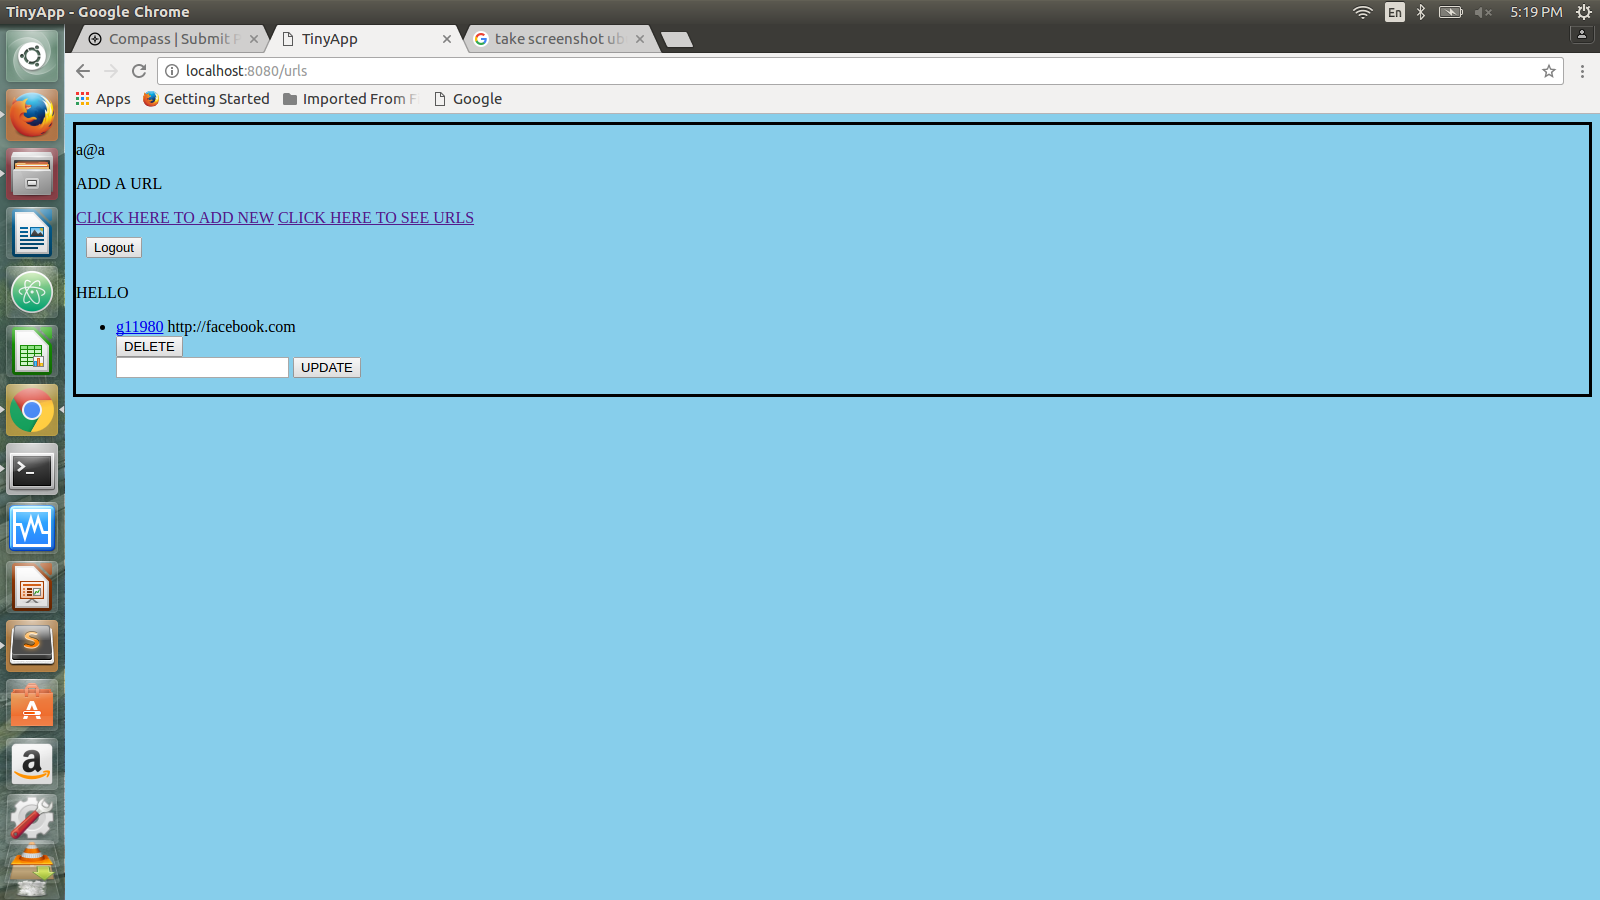 TinyApp - Google Chrome
En
5:19 PM
Compass | Submit
TinyApp
take screenshot ub
localhost:8080/urls
Apps
Getting Started
Imported From F
Google
a@a
ADD A URL
CLICK HERE TO ADD NEW CLICK HERE TO SEE URLS
Logout
HELLO
g11980 http://facebook.com
DELETE
UPDATE